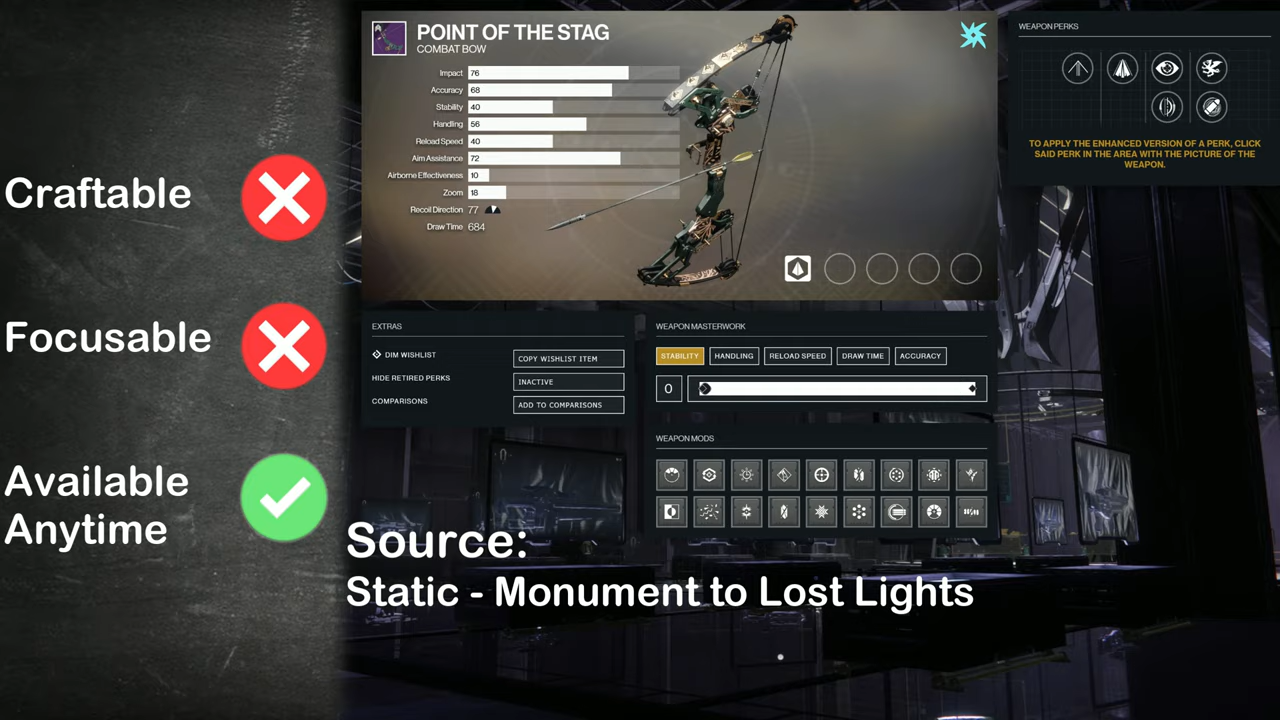 Craftable
Focusable
Available
Anytime
POINT OF THE STAG
COMBAT BOW
Impact 76
Accuracy 68
Stability 40
Handling 56
Reload Speed 40
Aim Assistance 72
Airborne Effectiveness 10
Zoom 18
Recoil Direction 77
Draw Time 684
WEAPON PERKS
TO APPLY THE ENHANCED VERSION OF A PERK, CLICK
SAID PERK IN THE AREA WITH THE PICTURE OF THE
WEAPON.
EXTRAS
DIM WISHLIST COPY WISHLIST ITEM
HIDE RETIRED PERKS INACTIVE
COMPARISONS ADD TO COMPARISONS
WEAPON MASTERWORK
STABILITY HANDLING RELOAD SPEED DRAW TIME ACCURACY
0
WEAPON MODS
Source:
Static - Monument to Lost Lights